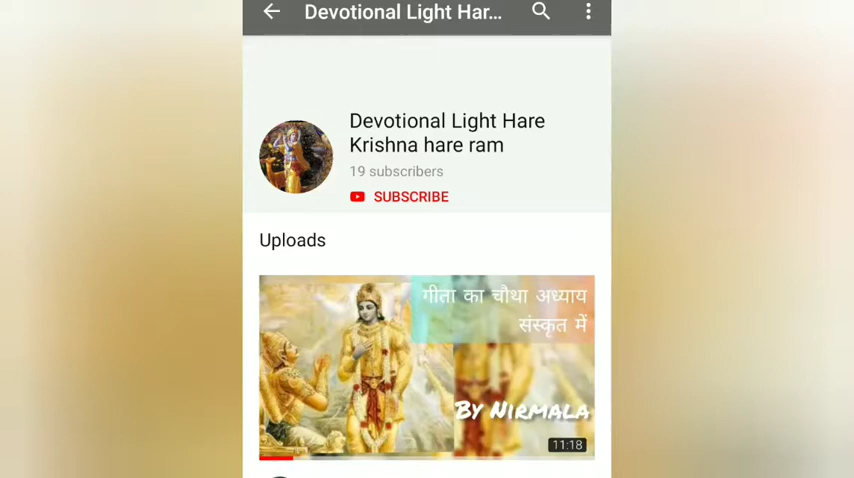 Devotional Light Har...
Devotional Light Hare
Krishna hare ram
19 subscribers
SUBSCRIBE
Uploads
गीता का चौथा अध्याय
संस्कृत में
By Nirmala
11:18